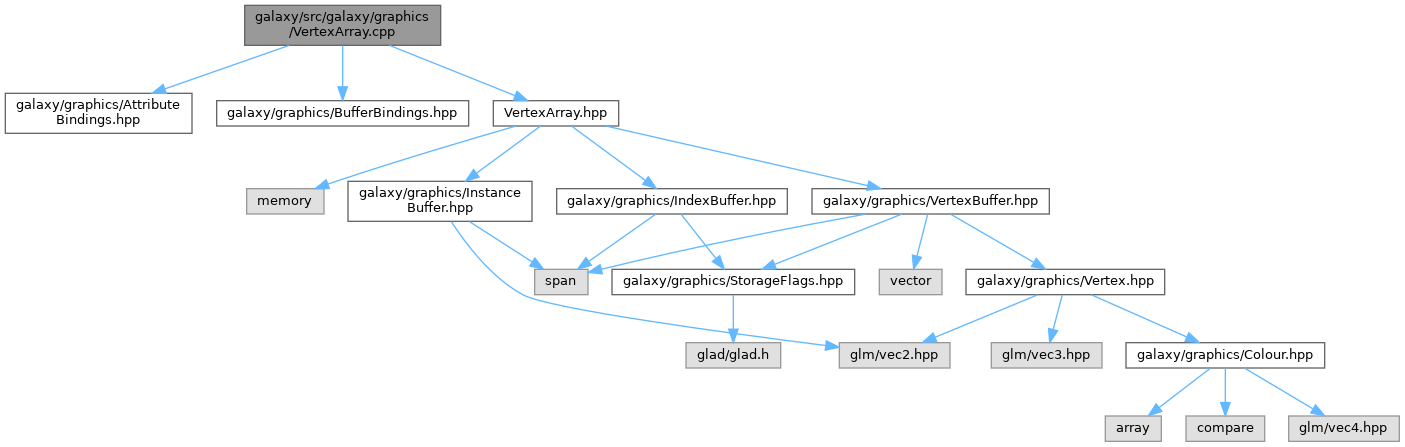 galaxy/src/galaxy/graphics
/VertexArray.cpp
galaxy/graphics/Attribute
Bindings.hpp
galaxy/graphics/BufferBindings.hpp
VertexArray.hpp
memory
galaxy/graphics/Instance
Buffer.hpp
galaxy/graphics/IndexBuffer.hpp
galaxy/graphics/VertexBuffer.hpp
span
galaxy/graphics/StorageFlags.hpp
vector
galaxy/graphics/Vertex.hpp
glad/glad.h
glm/vec2.hpp
glm/vec3.hpp
galaxy/graphics/Colour.hpp
array
compare
glm/vec4.hpp